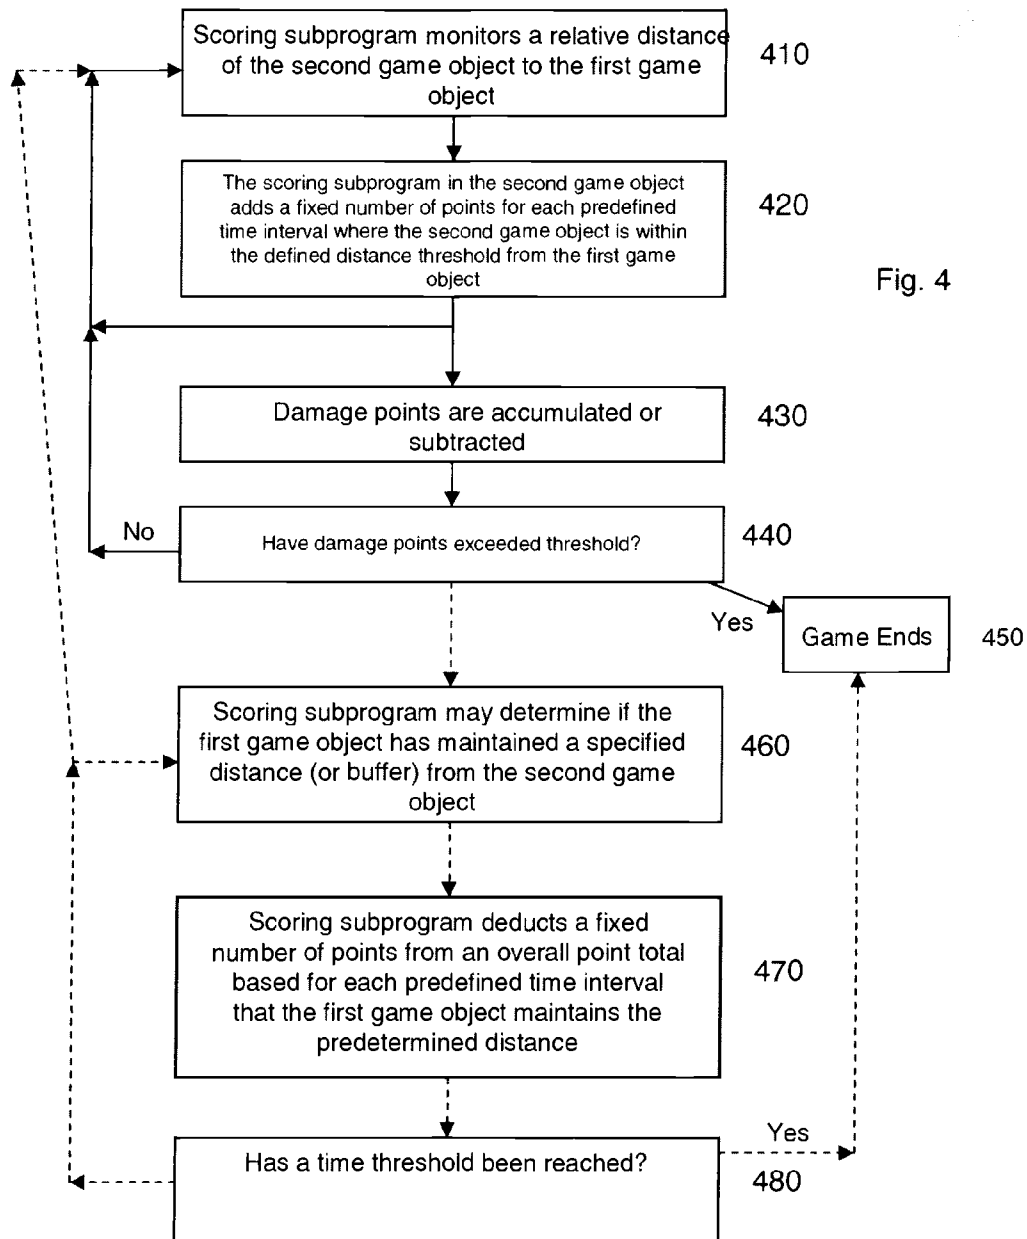 Scoring subprogram monitors a relative distance
of the second game object to the first game
object
410
The scoring subprogram in the second game object
adds a fixed number of points for each predefined
time interval where the second game object is within
the defined distance threshold from the first game
object
420
Fig. 4
Damage points are accumulated or
subtracted
430
No
Have damage points exceeded threshold?
440
Yes
Game Ends
450
Scoring subprogram may determine if the
first game object has maintained a specified
distance (or buffer) from the second game
object
460
Scoring subprogram deducts a fixed
number of points from an overall point total
based for each predefined time interval
that the first game object maintains the
predetermined distance
470
Yes
Has a time threshold been reached?
480